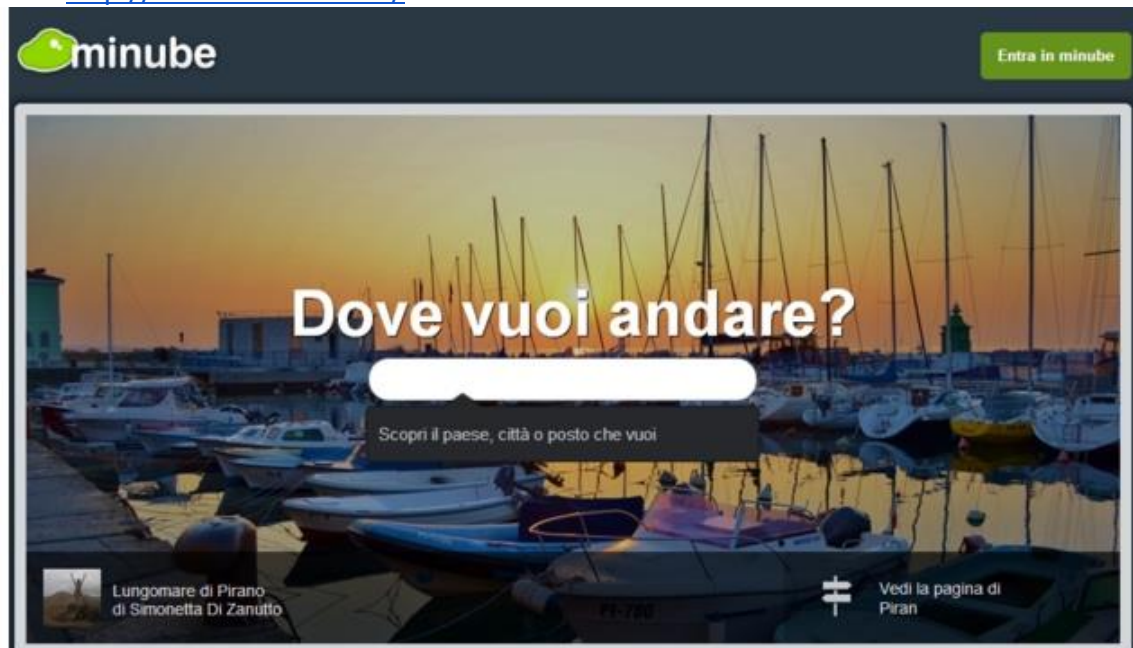 minube
Entra in minube
Dove vuoi andare?
Scopri il paese, città o posto che vuoi
Lungomare di Pirano
di Simonetta Di Zanutto
Vedi la pagina di
Piran